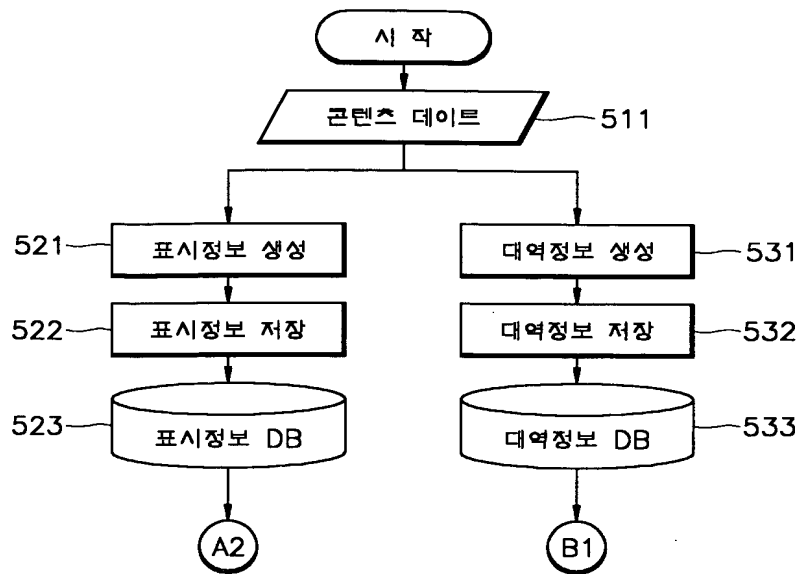 시 작
콘텐츠 데이트
511
521
표시정보 생성
대역정보 생성
531
522
표시정보 저장
대역정보 저장
532
523
표시정보 DB
대역정보 DB
533
A2
B1